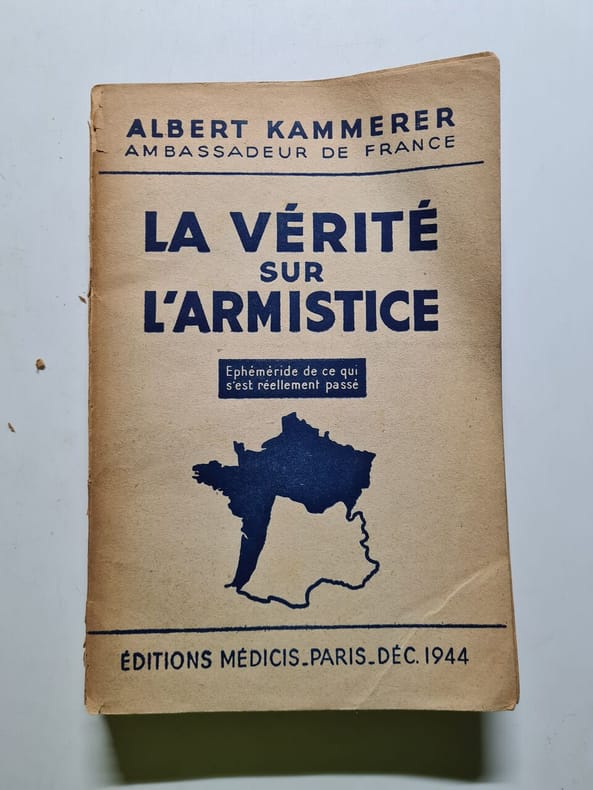 ALBERT KAMMERER
AMBASSADEUR DE FRANCE
LA VÉRITÉ
SUR
L'ARMISTICE
Ephéméride de ce qui
s'est réellement passé
ÉDITIONS MÉDICIS_PARIS_DÉC. 1944